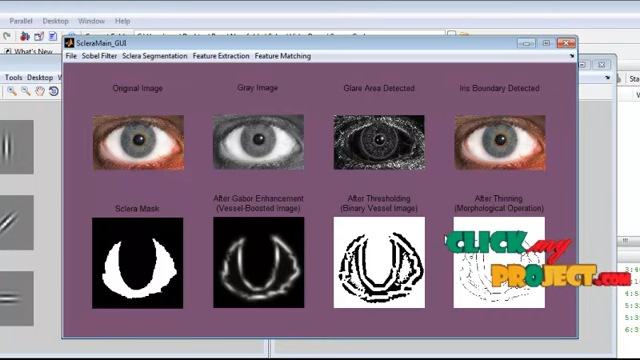 Parallel Desktop Window Help
What's New
ScleraMain_GUI
File Sobel Filter Sclera Segmentation Feature Extraction Feature Matching
Tools Desktop
Original Image Gray Image Glare Area Detected Iris Boundary Detected
Sclera Mask
After Gabor Enhancement
(Vessel-Boosted Image)
After Thresholding
(Binary Vessel Image)
After Thinning
(Morphological Operation)
CLICK my
PROJECT.com